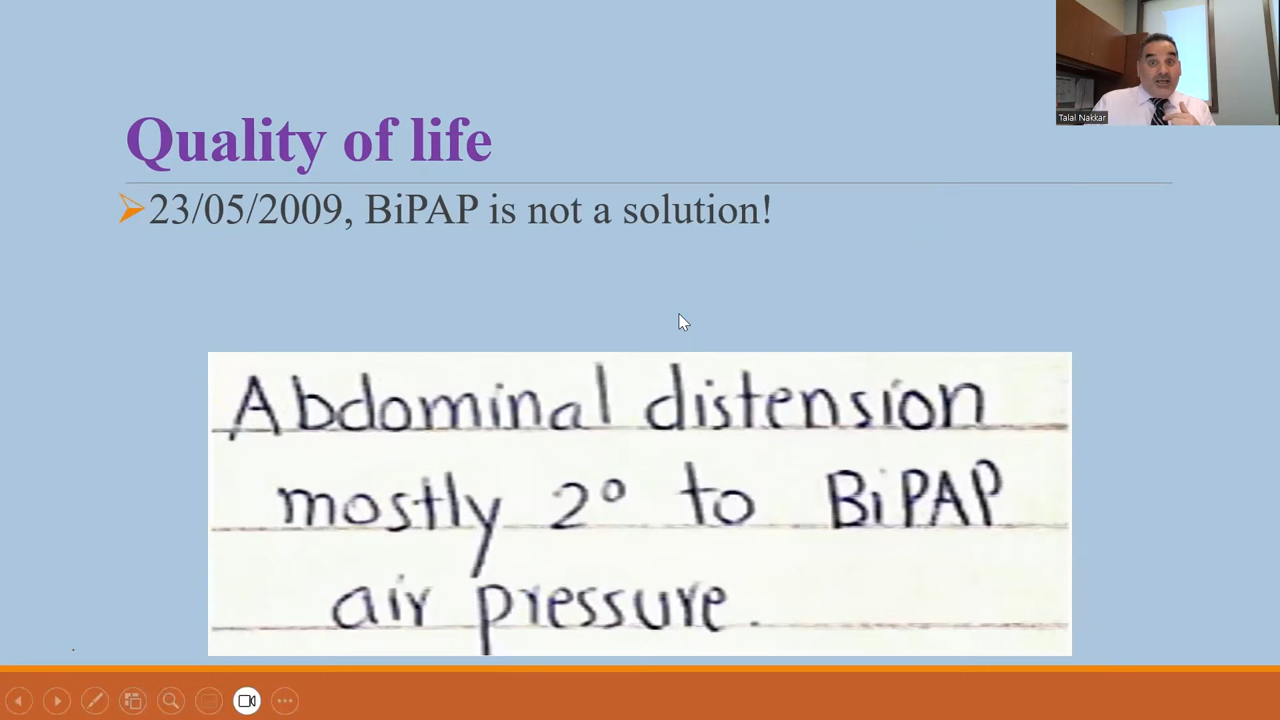 Talal Nakkar
Quality of life
23/05/2009, BiPAP is not a solution!
Abdominal distension
mostly 2° to BiPAP
air pressure.